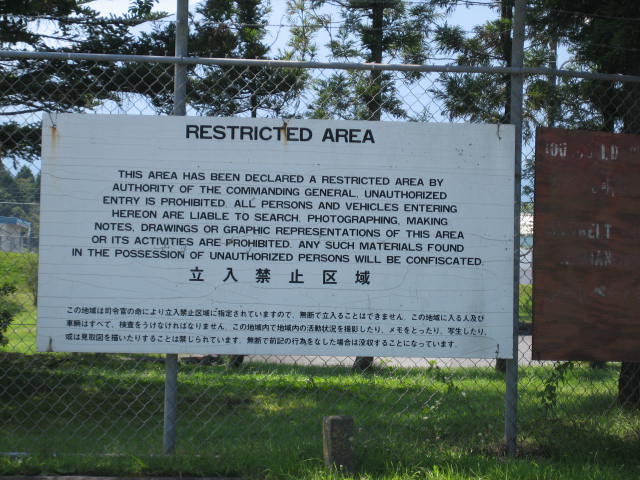 RESTRICTED AREA
THIS AREA HAS BEEN DECLARED A RESTRICTED AREA BY
AUTHORITY OF THE COMMANDING GENERAL. UNAUTHORIZED
ENTRY IS PROHIBITED. ALL PERSONS AND VEHICLES ENTERING
HEREON ARE LIABLE TO SEARCH. PHOTOGRAPHING, MAKING
NOTES, DRAWINGS OR GRAPHIC REPRESENTATIONS OF THIS AREA
OR ITS ACTIVITIES ARE PROHIBITED. ANY SUCH MATERIALS FOUND
IN THE POSSESSION OF UNAUTHORIZED PERSONS WILL BE CONFISCATED.
立入禁止区域
この地域は司令官の命により立入禁止区域に指定されていますので、無断で立入ることはできません。この地域に入る人及び
車輌はすべて、検査をうけなければなりません。この地域内で地域内の活動状況を撮影したり、メモをとったり、写生したり、
或は見取図を描いたりすることは禁じられています。無断で前記の行為をなした場合は没収することになっています。